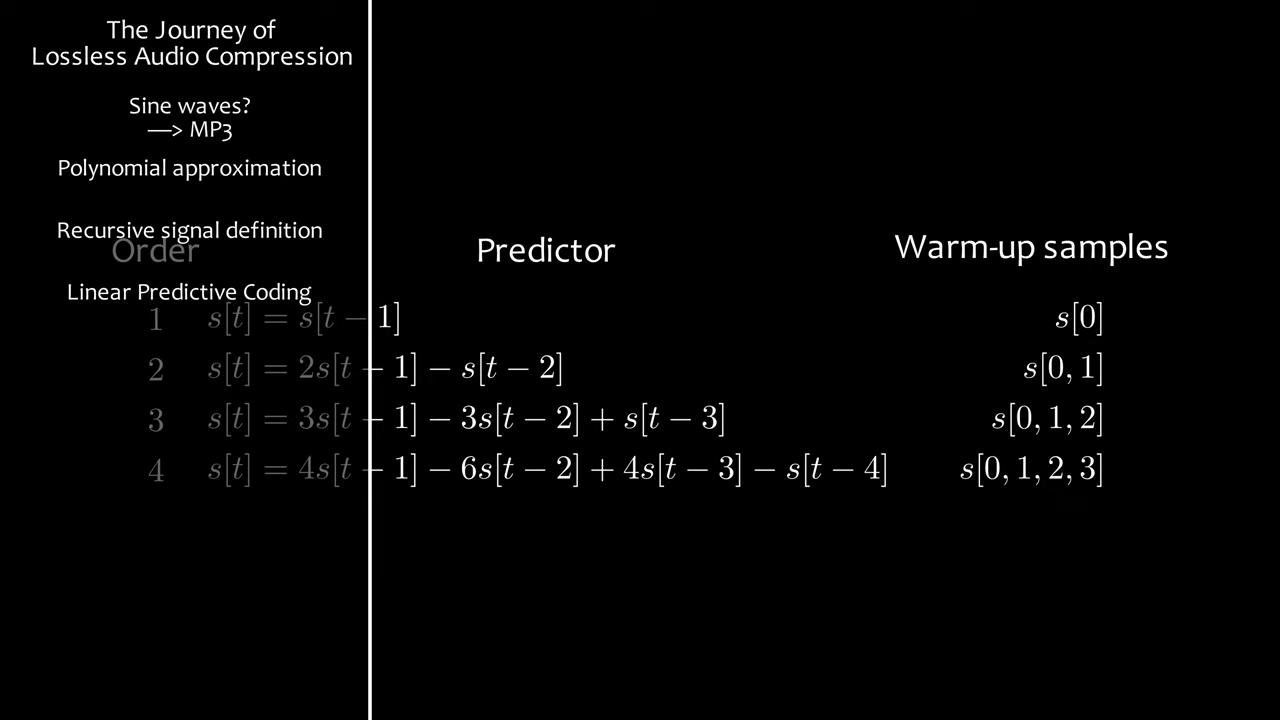 The Journey of
Lossless Audio Compression
Sine waves?
—> MP3
Polynomial approximation
Recursive signal definition
Linear Predictive Coding
Order Predictor Warm-up samples
1 s[t] = s[t − 1] s[0]
2 s[t] = 2s[t − 1] − s[t − 2] s[0, 1]
3 s[t] = 3s[t − 1] − 3s[t − 2] + s[t − 3] s[0, 1, 2]
4 s[t] = 4s[t − 1] − 6s[t − 2] + 4s[t − 3] − s[t − 4] s[0, 1, 2, 3]